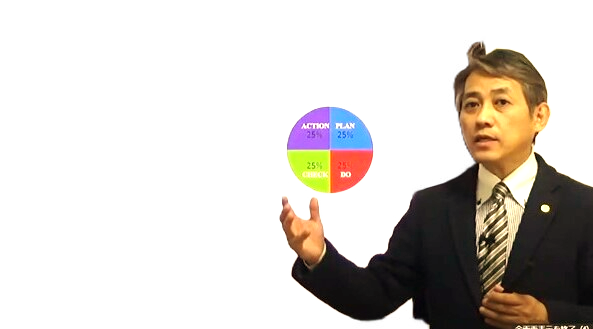 ACTION PLAN
25% 25%
25% 25%
CHECK DO